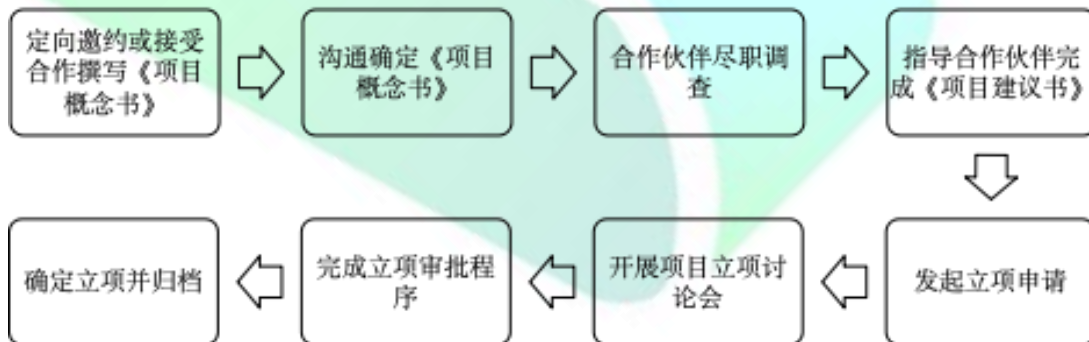 定向邀约或接受
合作撰写《项目
概念书》
沟通确定《项目
概念书》
合作伙伴尽职调
查
指导合作伙伴完
成《项目建议书》
发起立项申请
开展项目立项讨
论会
完成立项审批程
序
确定立项并归档